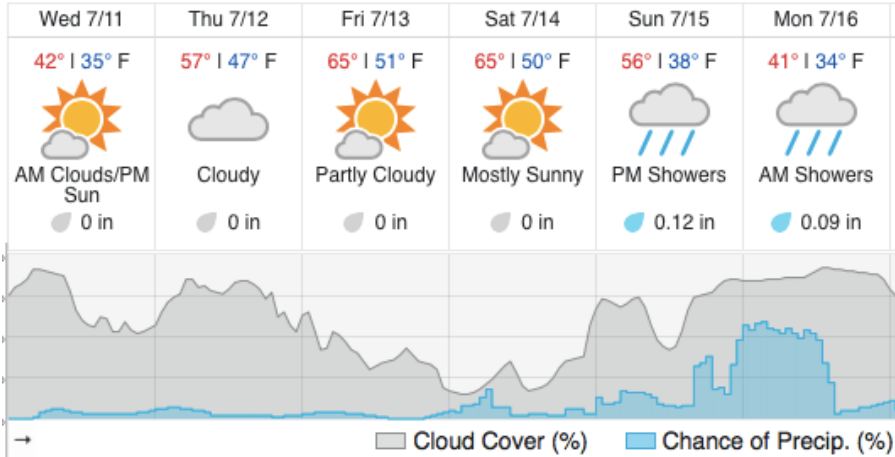 Wed 7/11 Thu 7/12 Fri 7/13 Sat 7/14 Sun 7/15 Mon 7/16
42° | 35° F 57° | 47° F 65° | 51° F 65° | 50° F 56° | 38° F 41° | 34° F
AM Clouds/PM Cloudy Partly Cloudy Mostly Sunny PM Showers AM Showers
Sun
0 in 0 in 0 in 0 in 0.12 in 0.09 in
→ Cloud Cover (%) Chance of Precip. (%)